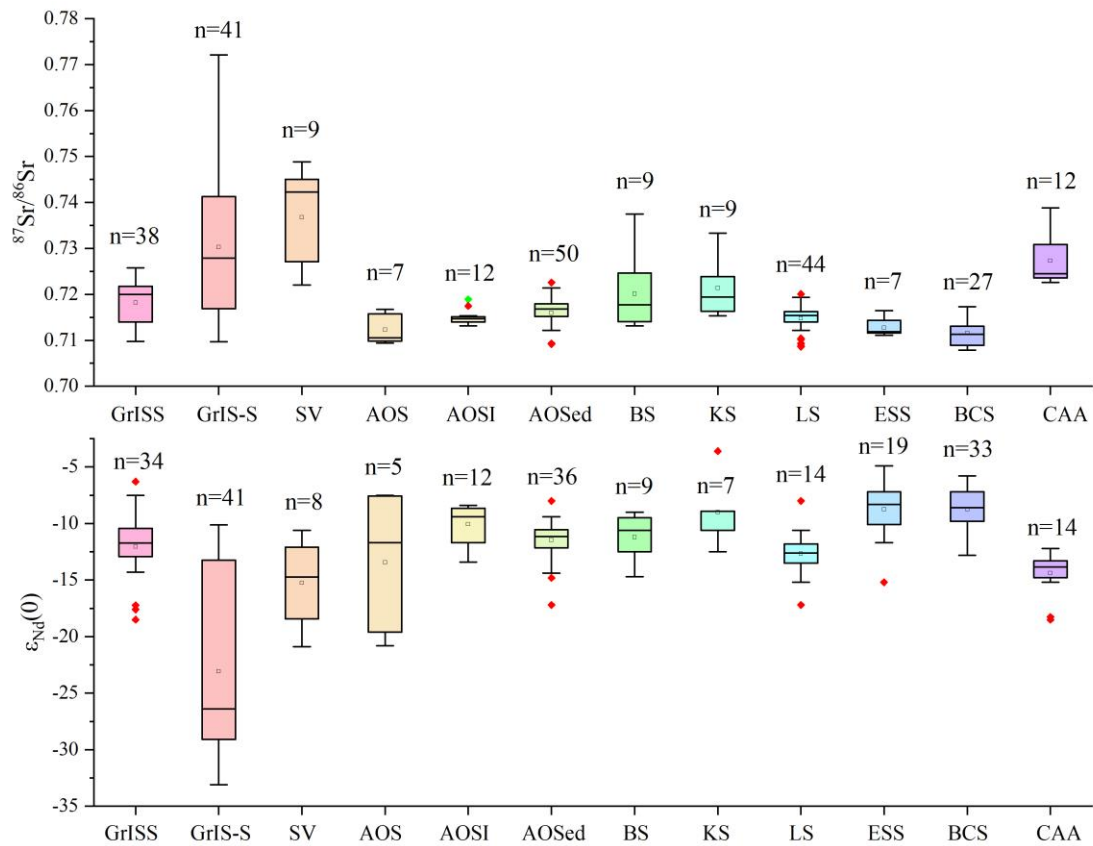 0.78
0.77
0.76
0.75
0.74
0.73
0.72
0.71
0.70
⁸⁷Sr/⁸⁶Sr
n=38
n=41
n=9
n=7
n=12
n=50
n=9
n=9
n=44
n=7
n=27
n=12
GrISS GrIS-S SV AOS AOSI AOSed BS KS LS ESS BCS CAA
-5
-10
-15
-20
-25
-30
-35
εNd(0)
n=34
n=41
n=8
n=5
n=12
n=36
n=9
n=7
n=14
n=19
n=33
n=14
GrISS GrIS-S SV AOS AOSI AOSed BS KS LS ESS BCS CAA